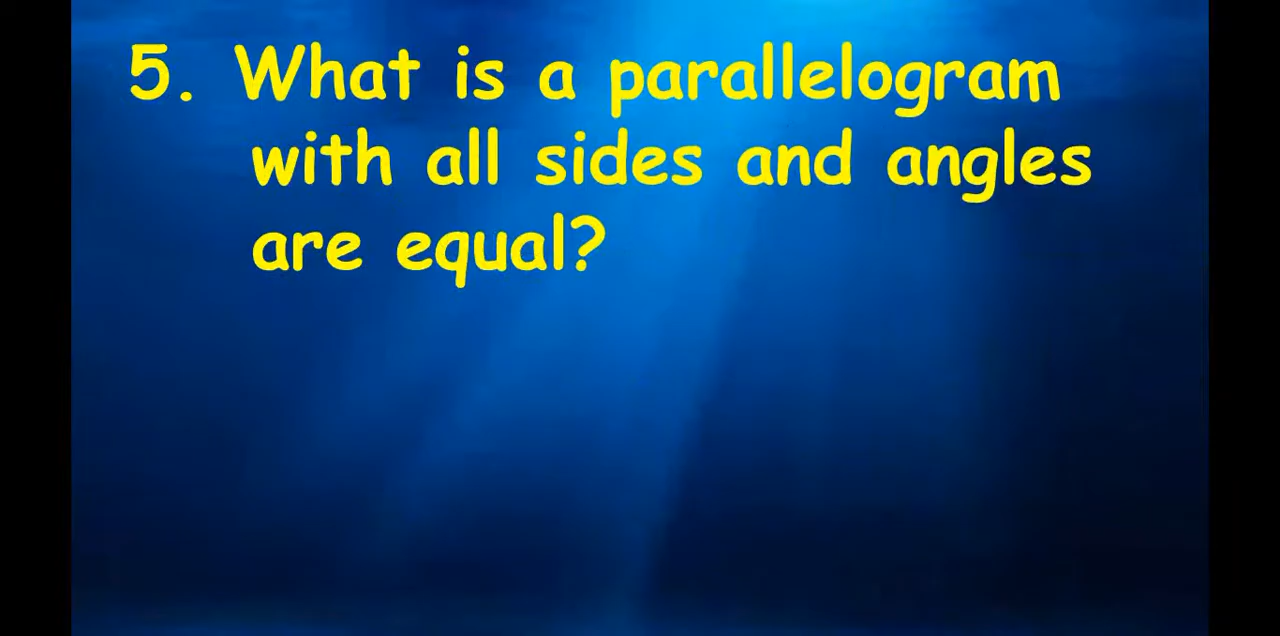 5. What is a parallelogram
with all sides and angles
are equal?